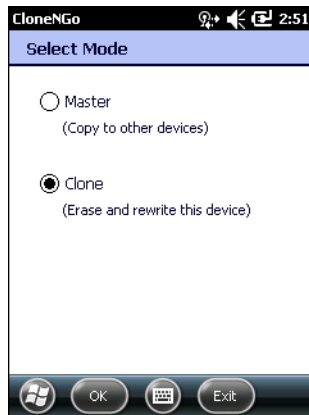 CloneNGo 2:51
Select Mode
Master
(Copy to other devices)
Clone
(Erase and rewrite this device)
OK Exit